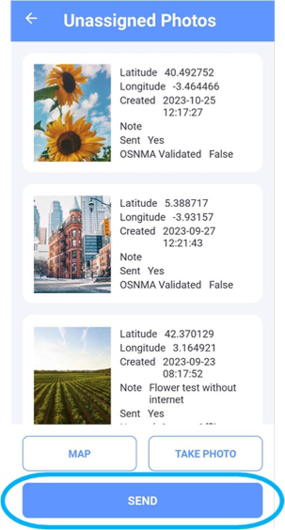 Unassigned Photos
Latitude 40.492752
Longitude -3.464466
Created 2023-10-25
12:17:27
Note
Sent Yes
OSNMA Validated False
Latitude 5.388717
Longitude -3.93157
Created 2023-09-27
12:21:43
Note
Sent Yes
OSNMA Validated False
Latitude 42.370129
Longitude 3.164921
Created 2023-09-23
08:17:52
Note Flower test without
internet
Sent Yes
MAP
TAKE PHOTO
SEND